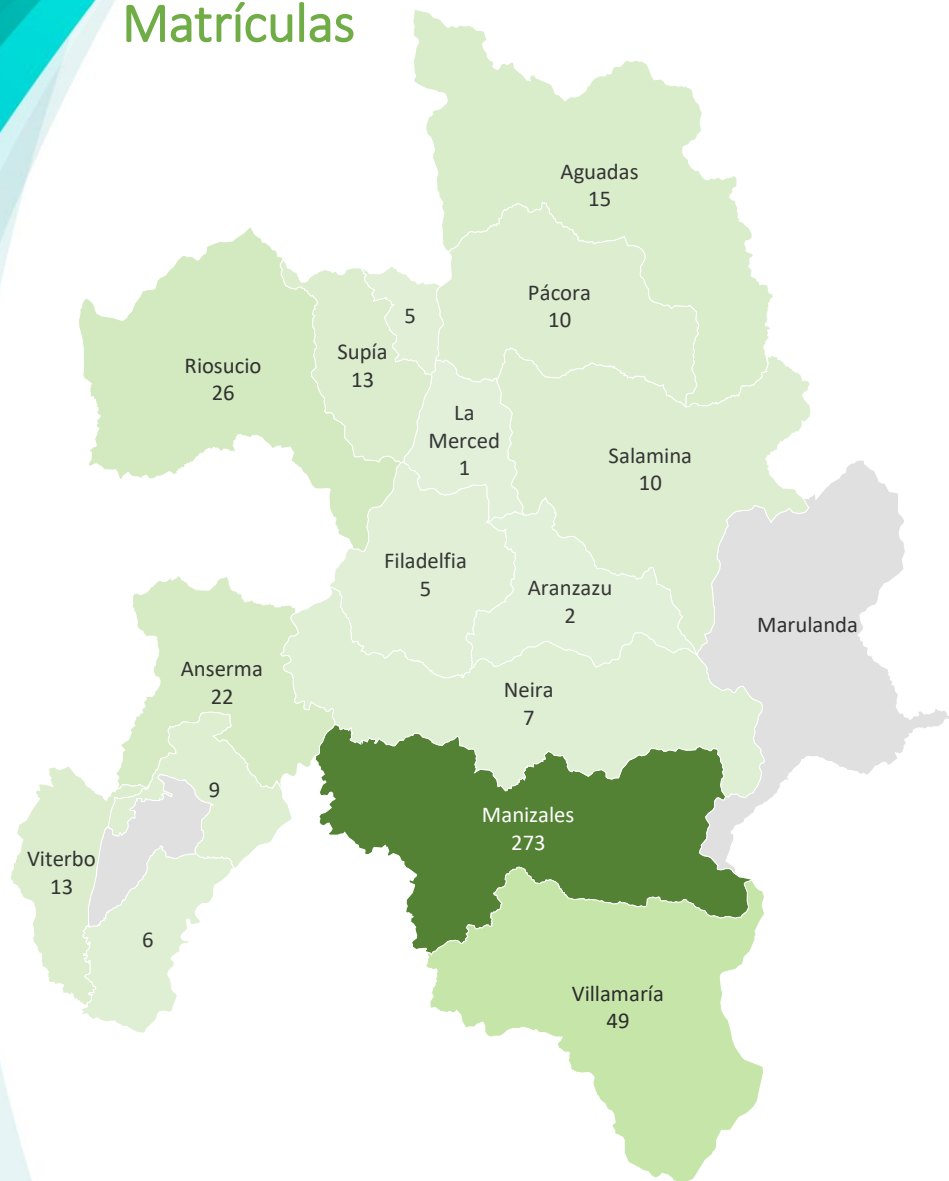 Matrículas
Aguadas
15
Pácora
10
5
Supía
13
Riosucio
26
La
Merced
1
Salamina
10
Filadelfia
5
Aranzazu
2
Marulanda
Anserma
22
Neira
7
9
Manizales
273
Viterbo
13
6
Villamaría
49